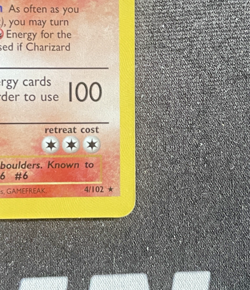 As often as you
), you may turn
Energy for the
sed if Charizard
ergy cards
rder to use 100
retreat cost
boulders. Known to
6 #6
GAMEFREAK. 4/102 ★